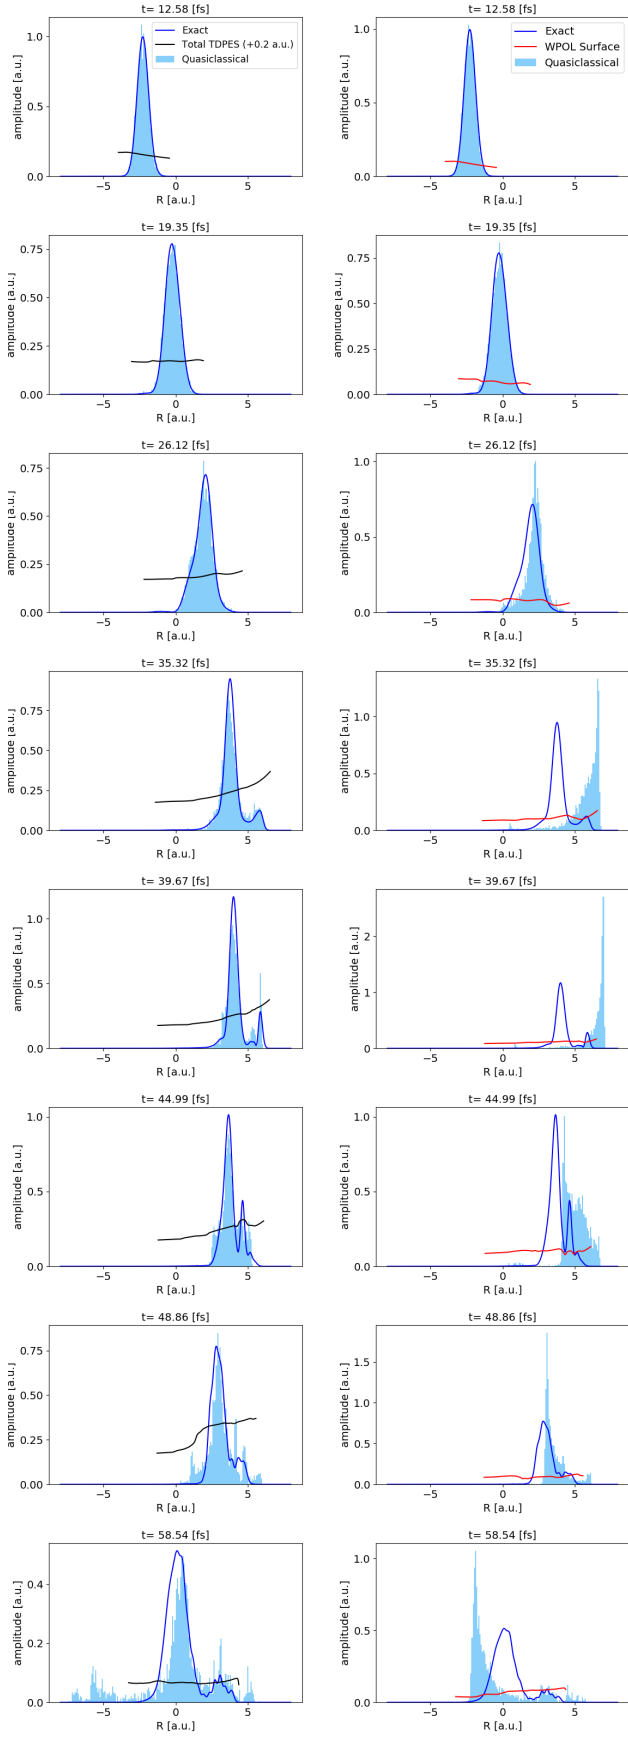 t= 12.58 [fs]
amplitude [a.u.]
1.0
0.5
0.0
Exact
Total TDPES (+0.2 a.u.)
Quasiclassical
−5
0
5
R [a.u.]
t= 12.58 [fs]
amplitude [a.u.]
1.0
0.5
0.0
Exact
WPOL Surface
Quasiclassical
−5
0
5
R [a.u.]
t= 19.35 [fs]
amplitude [a.u.]
0.75
0.50
0.25
0.00
−5
0
5
R [a.u.]
t= 19.35 [fs]
amplitude [a.u.]
0.75
0.50
0.25
0.00
−5
0
5
R [a.u.]
t= 26.12 [fs]
amplitude [a.u.]
0.75
0.50
0.25
0.00
−5
0
5
R [a.u.]
t= 26.12 [fs]
amplitude [a.u.]
1.0
0.5
0.0
−5
0
5
R [a.u.]
t= 35.32 [fs]
amplitude [a.u.]
0.75
0.50
0.25
0.00
−5
0
5
R [a.u.]
t= 35.32 [fs]
amplitude [a.u.]
1.0
0.5
0.0
−5
0
5
R [a.u.]
t= 39.67 [fs]
amplitude [a.u.]
1.0
0.5
0.0
−5
0
5
R [a.u.]
t= 39.67 [fs]
amplitude [a.u.]
2
1
0
−5
0
5
R [a.u.]
t= 44.99 [fs]
amplitude [a.u.]
1.0
0.5
0.0
−5
0
5
R [a.u.]
t= 44.99 [fs]
amplitude [a.u.]
1.0
0.5
0.0
−5
0
5
R [a.u.]
t= 48.86 [fs]
amplitude [a.u.]
0.75
0.50
0.25
0.00
−5
0
5
R [a.u.]
t= 48.86 [fs]
amplitude [a.u.]
1.5
1.0
0.5
0.0
−5
0
5
R [a.u.]
t= 58.54 [fs]
amplitude [a.u.]
0.4
0.2
0.0
−5
0
5
R [a.u.]
t= 58.54 [fs]
amplitude [a.u.]
1.0
0.5
0.0
−5
0
5
R [a.u.]